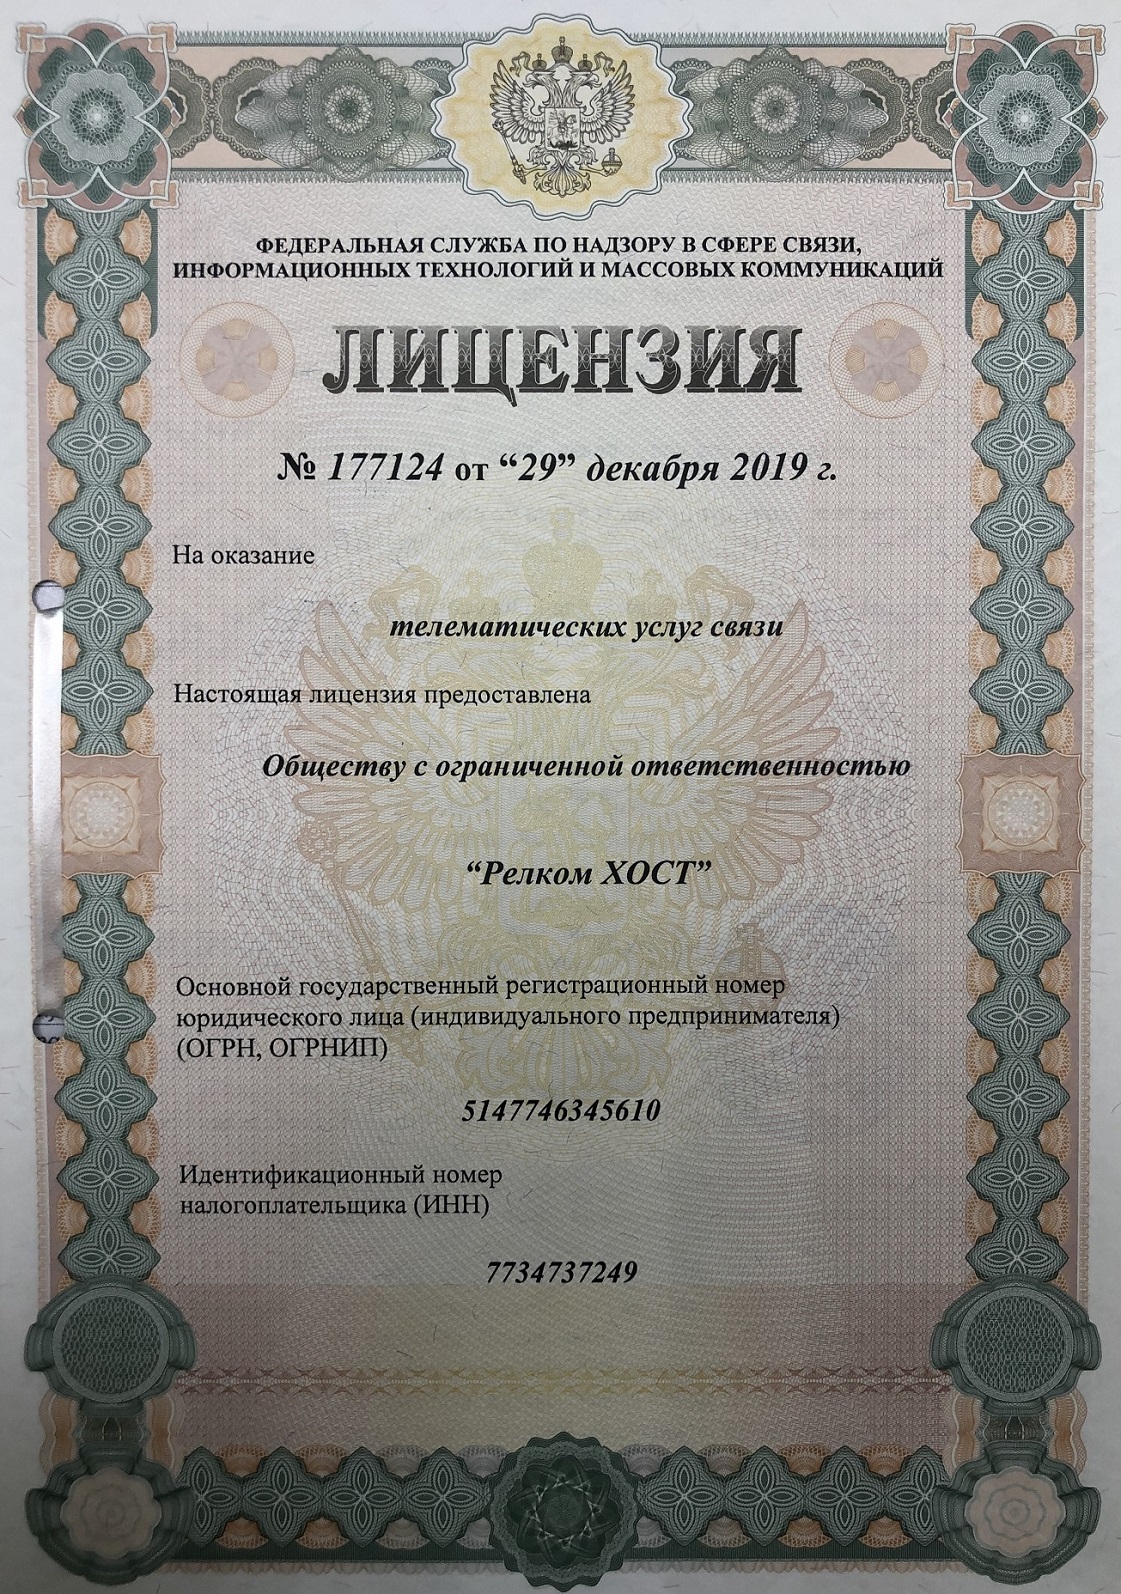 ФЕДЕРАЛЬНАЯ СЛУЖБА ПО НАДЗОРУ В СФЕРЕ СВЯЗИ,
ИНФОРМАЦИОННЫХ ТЕХНОЛОГИЙ И МАССОВЫХ КОММУНИКАЦИЙ
ЛИЦЕНЗИЯ
№ 177124 от “29” декабря 2019 г.
На оказание
телематических услуг связи
Настоящая лицензия предоставлена
Обществу с ограниченной ответственностью
“Релком ХОСТ”
Основной государственный регистрационный номер
юридического лица (индивидуального предпринимателя)
(ОГРН, ОГРНИП)
5147746345610
Идентификационный номер
налогоплательщика (ИНН)
7734737249